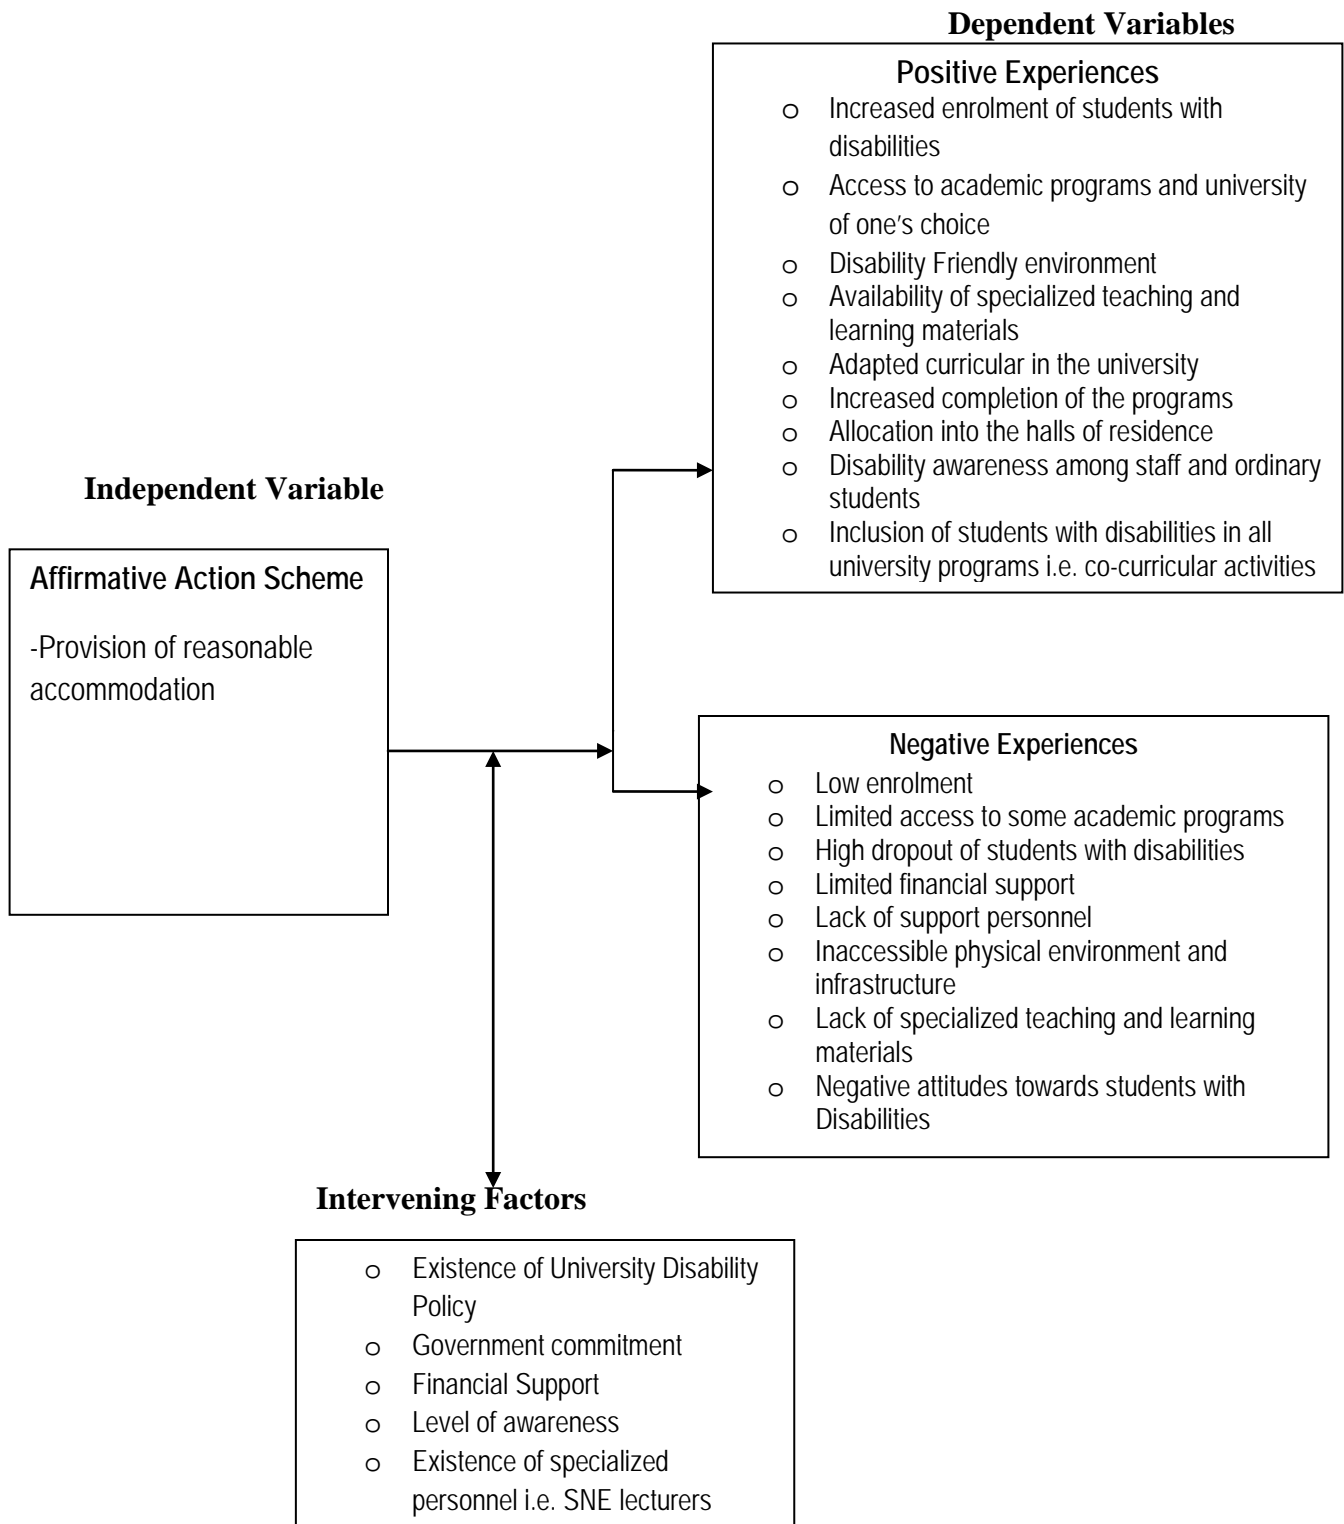 Dependent Variables
Positive Experiences
o Increased enrolment of students with
disabilities
o Access to academic programs and university
of one's choice
o Disability Friendly environment
o Availability of specialized teaching and
learning materials
o Adapted curricular in the university
o Increased completion of the programs
o Allocation into the halls of residence
o Disability awareness among staff and ordinary
students
o Inclusion of students with disabilities in all
university programs i.e. co-curricular activities
Independent Variable
Affirmative Action Scheme
-Provision of reasonable
accommodation
Negative Experiences
o Low enrolment
o Limited access to some academic programs
o High dropout of students with disabilities
o Limited financial support
o Lack of support personnel
o Inaccessible physical environment and
infrastructure
o Lack of specialized teaching and learning
materials
o Negative attitudes towards students with
Disabilities
Intervening Factors
o Existence of University Disability
Policy
o Government commitment
o Financial Support
o Level of awareness
o Existence of specialized
personnel i.e. SNE lecturers